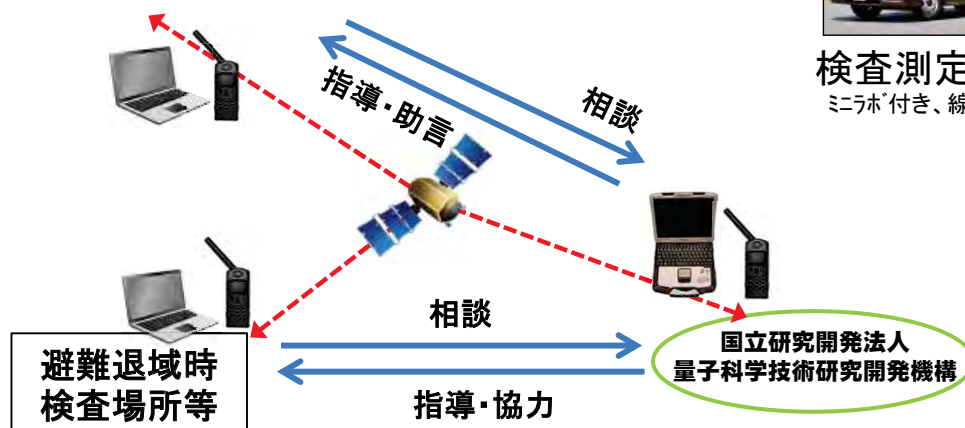 検査測定
ミニラボ付き、線
指導・助言
相談
相談
避難退域時
検査場所等
指導・協力
国立研究開発法人
量子科学技術研究開発機構